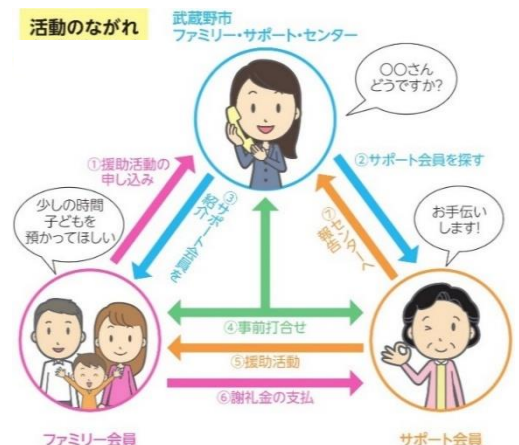 活動のながれ
武蔵野市
ファミリー・サポート・センター
〇〇さん
どうですか?
①援助活動の
申し込み
②サポート会員を探す
③サポート会員を
紹介
少しの時間
子どもを
預かってほしい
⑦センターへ
報告
お手伝い
します!
④事前打合せ
⑤援助活動
⑥謝礼金の支払
ファミリー会員
サポート会員